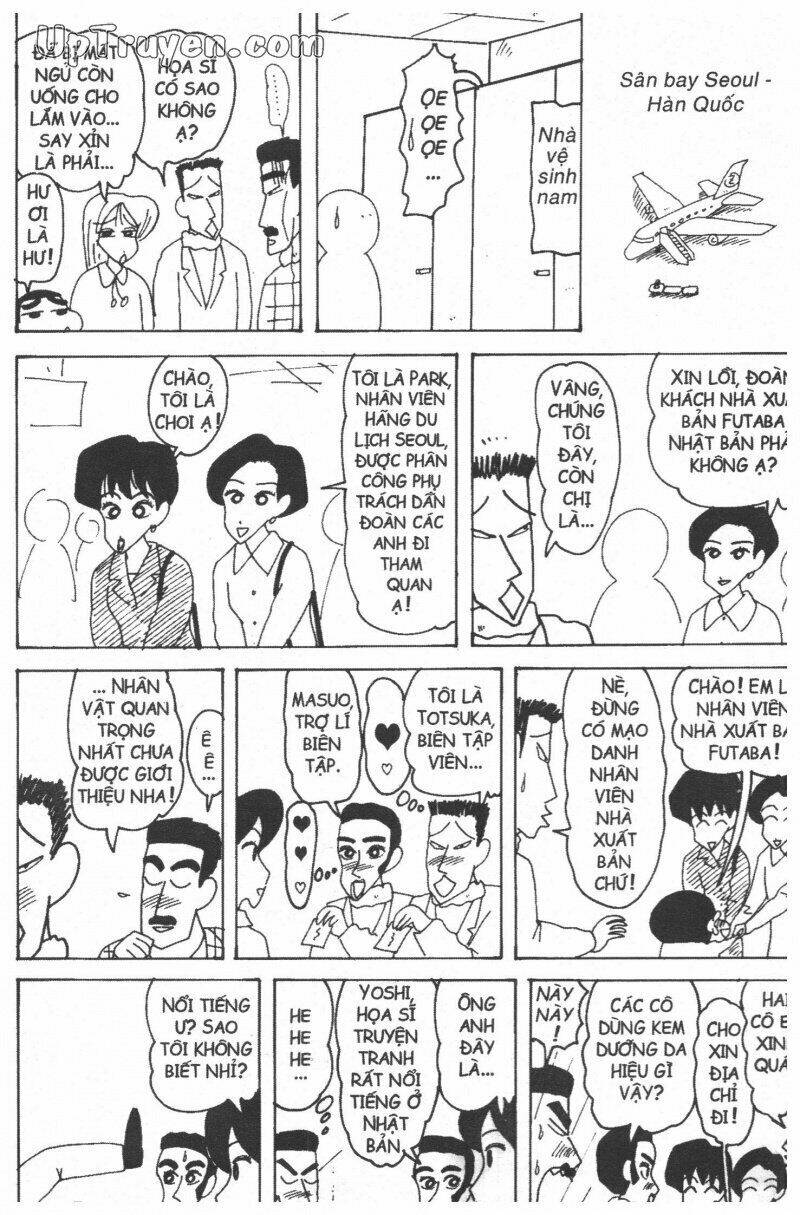 UpTruyen.com
Sân bay Seoul -
Hàn Quốc
Nhà
vệ
sinh
nam
ỌE
ỌE
ỌE
...
........
HỌA SĨ
CÓ SAO
KHÔNG
Ạ?
ĐÃ BỊ MẤT
NGỦ CÒN
UỐNG CHO
LẮM VÀO...
SAY XỈN
LÀ PHẢI...
HƯ
ƠI
LÀ
HƯ!
XIN LỖI, ĐOÀN
KHÁCH NHÀ XUẤ
BẢN FUTABA
NHẬT BẢN PHẢ
KHÔNG Ạ?
VÂNG,
CHÚNG
TÔI
ĐÂY,
CÒN
CHỊ
LÀ...
TÔI LÀ PARK,
NHÂN VIÊN
HÃNG DU
LỊCH SEOUL,
ĐƯỢC PHÂN
CÔNG PHỤ
TRÁCH DẪN
ĐOÀN CÁC
ANH ĐI
THAM
QUAN
Ạ!
CHÀO,
TÔI LÀ
CHOI Ạ!
CHÀO! EM L
NHÂN VIÊN
NHÀ XUẤT BẢ
FUTABA!
NÈ,
ĐỪNG
CÓ MẠO
DANH
NHÂN
VIÊN
NHÀ
XUẤT
BẢN
CHỨ!
TÔI LÀ
TOTSUKA,
BIÊN TẬP
VIÊN...
MASUO,
TRỢ LÍ
BIÊN
TẬP.
Ê
Ê...
... NHÂN
VẬT QUAN
TRỌNG
NHẤT CHƯA
ĐƯỢC GIỚI
THIỆU NHA!
HAI
CÔ E
XIN
QUÁ
CHO
XIN ĐỊA
CHỈ
ĐI!
CÁC CÔ
DÙNG KEM
DƯỠNG DA
HIỆU GÌ
VẬY?
NÀY
NÀY
!
ÔNG
ANH
ĐÂY
LÀ...
YOSHI,
HỌA SĨ
TRUYỆN
TRANH
RẤT NỔI
TIẾNG Ở
NHẬT
BẢN
HE
HE
HE
...
NỔI TIẾNG
Ư? SAO
TÔI KHÔNG
BIẾT NHỈ?